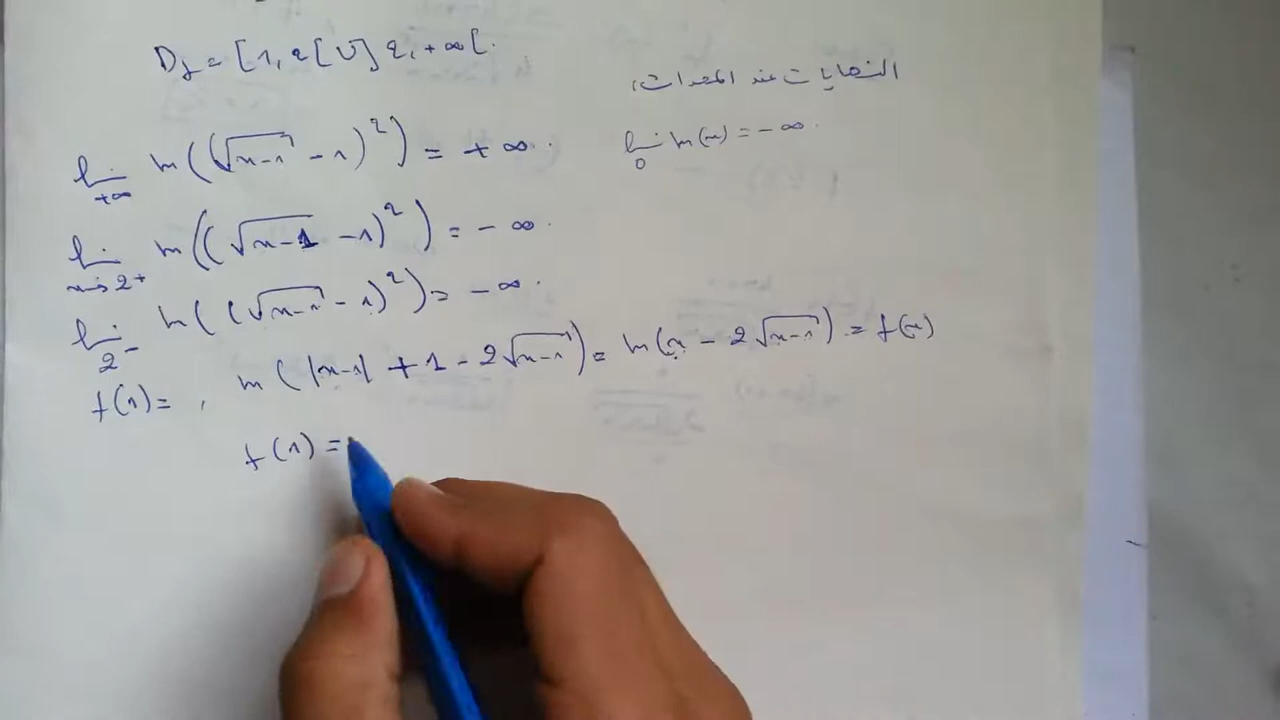 D_f = [1, 2[ ∪ ]2, +∞[.
النهايات عند المحدات:
lim_{+∞} ln((√(x-1) - 1)²) = +∞.
lim_0 ln(x) = -∞.
lim_{x→2+} ln((√(x-1) - 1)²) = -∞.
lim_{2-} ln((√(x-1) - 1)²) = -∞.
f(1) = , ln(|x-1| + 1 - 2√(x-1)) = ln(x - 2√(x-1)) = f(x)
f(1) =